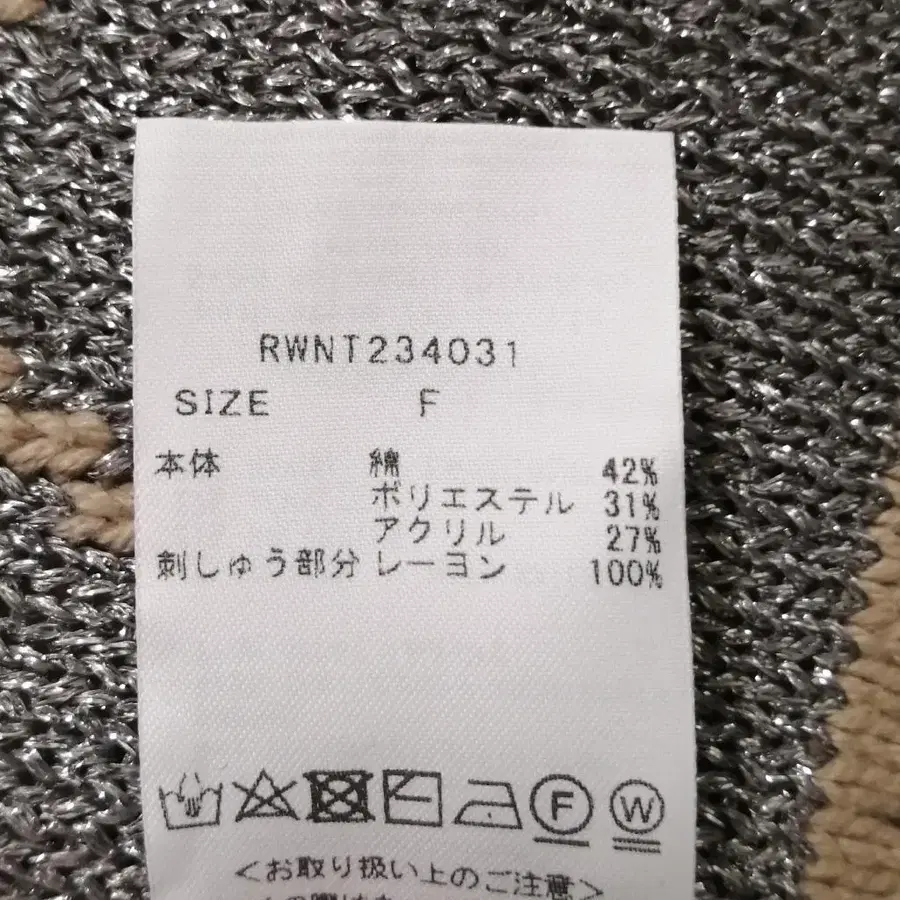 RWNT234031
SIZE F
本体 綿 42%
ポリエステル 31%
アクリル 27%
刺しゅう部分 レーヨン 100%
F W
<お取り扱い上のご注意>